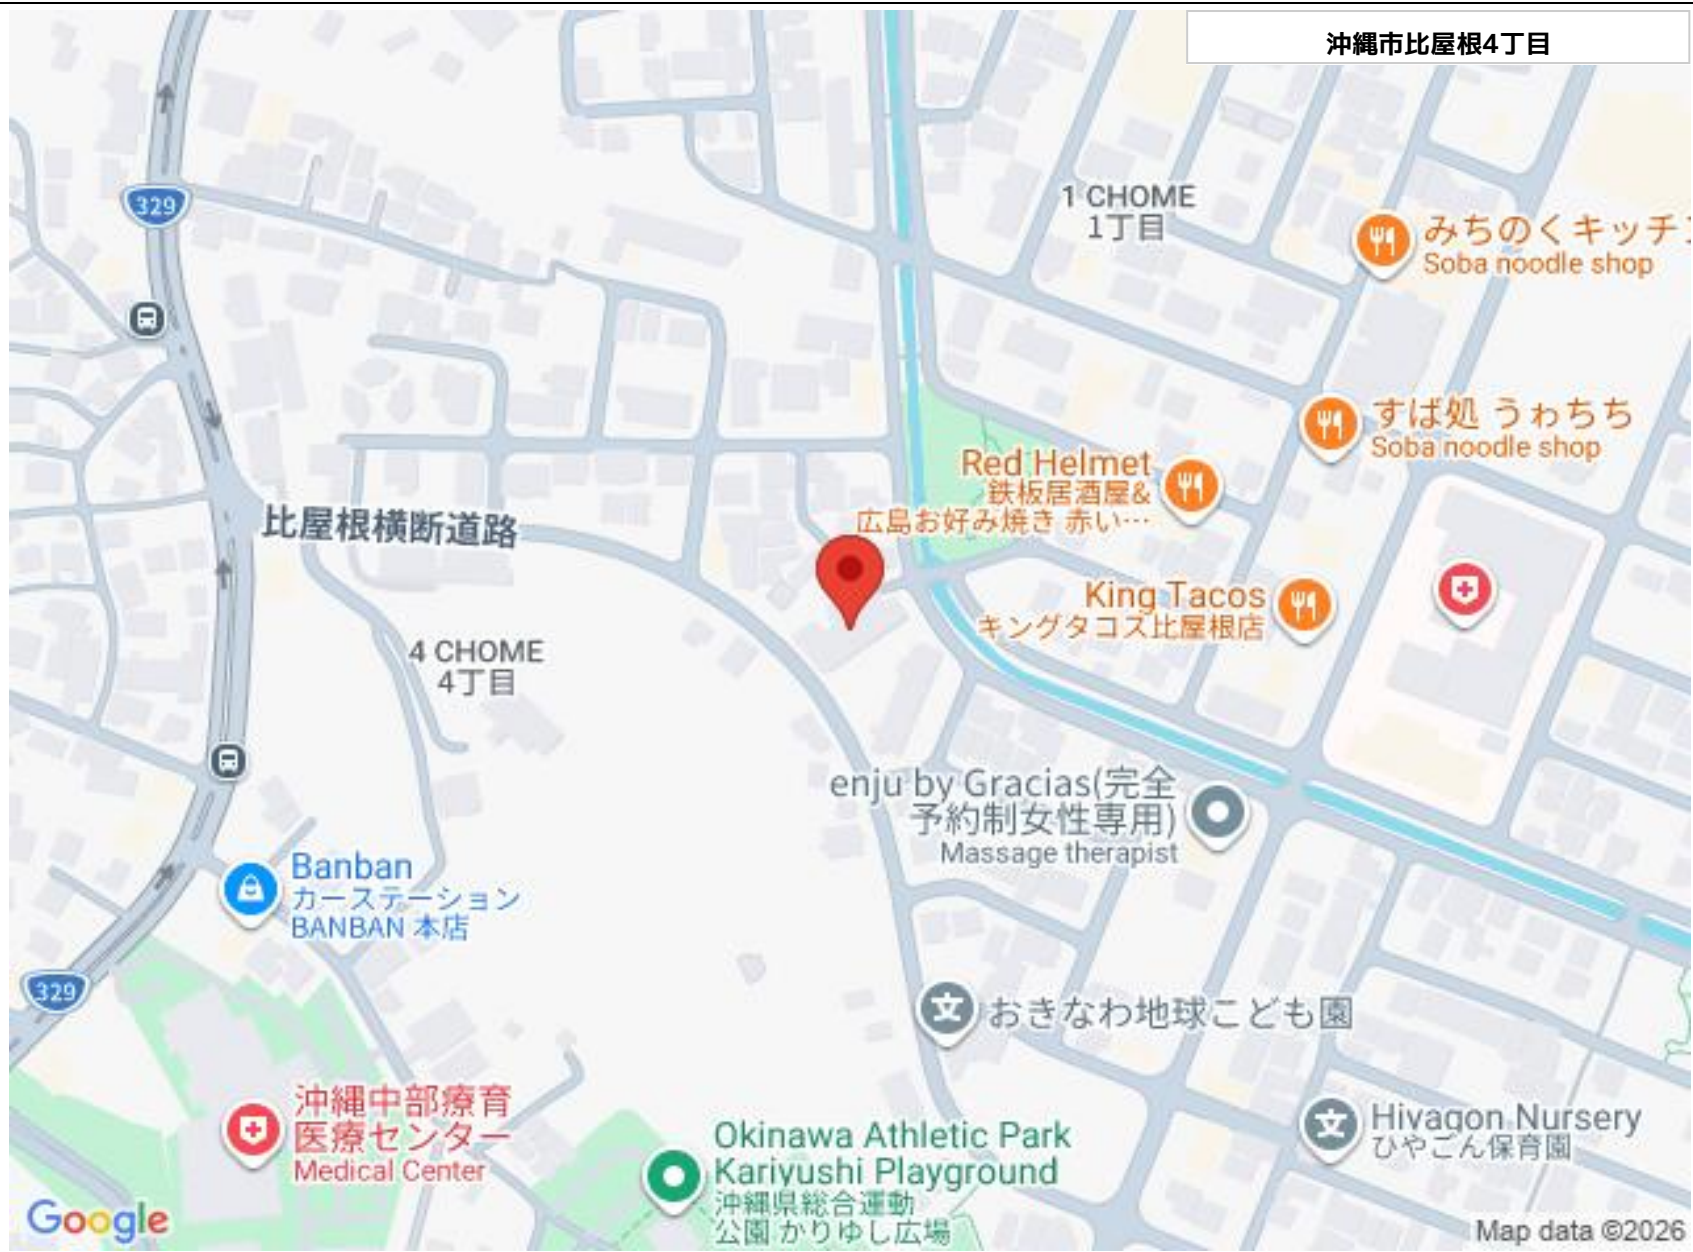 沖縄市比屋根4丁目
329
1 CHOME
1丁目
みちのくキッチ
Soba noodle shop
すば処 うゎちち
Soba noodle shop
Red Helmet
鉄板居酒屋&
広島お好み焼き 赤い…
比屋根横断道路
King Tacos
キングタコス比屋根店
4 CHOME
4丁目
enju by Gracias(完全
予約制女性専用)
Massage therapist
Banban
カーステーション
BANBAN 本店
329
おきなわ地球こども園
沖縄中部療育
医療センター
Medical Center
Okinawa Athletic Park
Kariyushi Playground
沖縄県総合運動
公園 かりゆし広場
Hiyagon Nursery
ひやごん保育園
Google
Map data ©2026